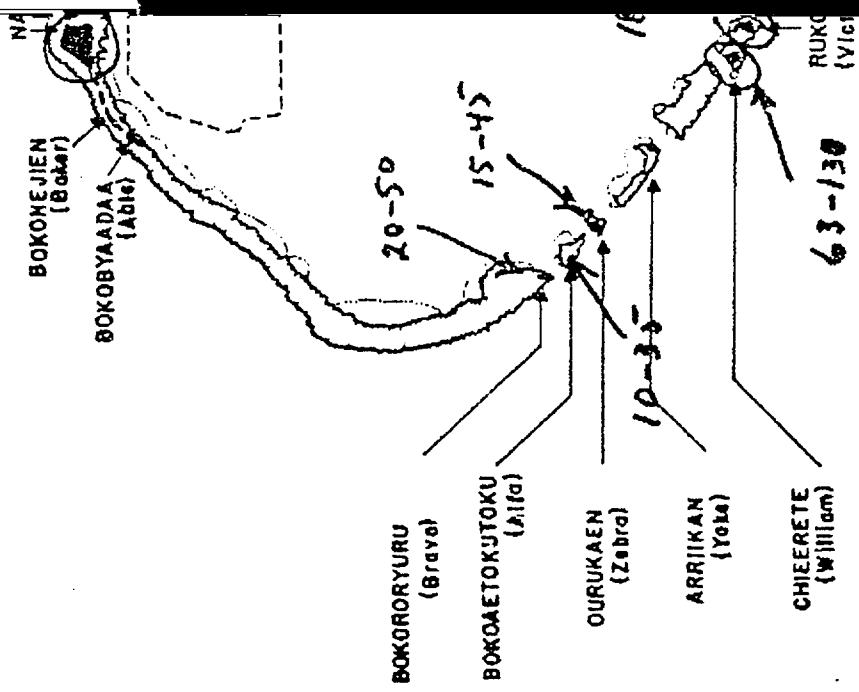 BOKOHEJIEN
(Baker)
BOKOBYAADAA
(Able)
20-50
15-45
10-35
63-130
BOKORORYURU
(Bravo)
BOKOAETOKUTOKU
(Alfa)
OURUKAEN
(Zebra)
ARRIIKAN
(Yoke)
CHIEERETE
(William)